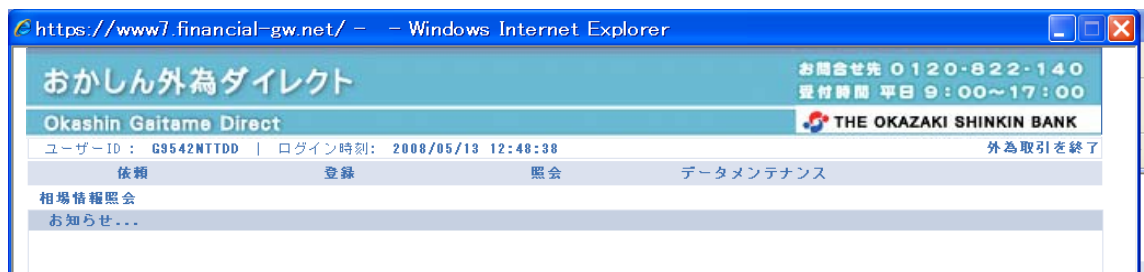 https://www7.financial-gw.net/ - - Windows Internet Explorer
おかしん外為ダイレクト
お問合せ先 0120-822-140
受付時間 平日 9:00~17:00
Okashin Gaitame Direct
THE OKAZAKI SHINKIN BANK
ユーザーID : G9542NTTDD | ログイン時刻: 2008/05/13 12:48:38 外為取引を終了
依頼 登録 照会 データメンテナンス
相場情報照会
お知らせ...